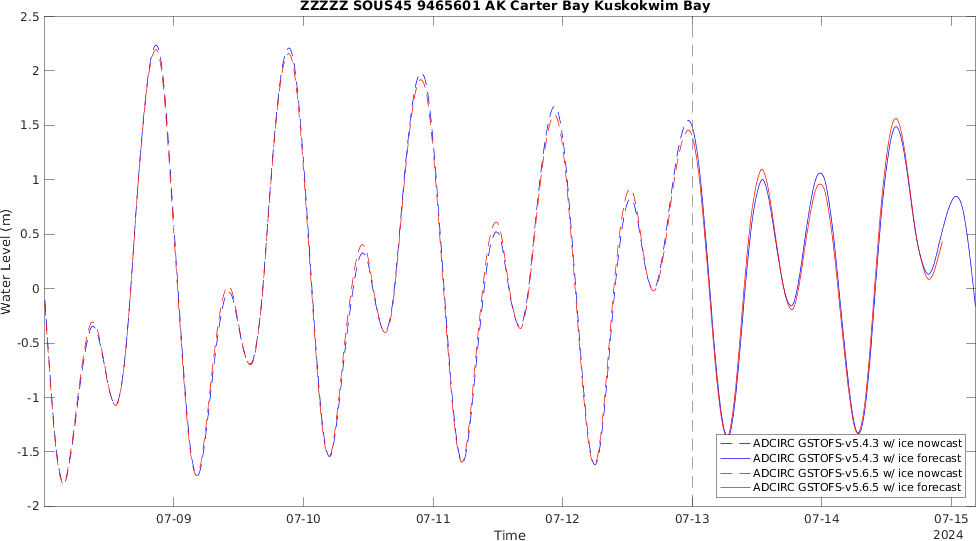 ZZZZZ SOUS45 9465601 AK Carter Bay Kuskokwim Bay
2.5
2
1.5
1
0.5
0
-0.5
-1
-1.5
-2
Water Level (m)
07-09
07-10
07-11
07-12
07-13
07-14
07-15
Time
2024
ADCIRC GSTOFS-v5.4.3 w/ ice nowcast
ADCIRC GSTOFS-v5.4.3 w/ ice forecast
ADCIRC GSTOFS-v5.6.5 w/ ice nowcast
ADCIRC GSTOFS-v5.6.5 w/ ice forecast